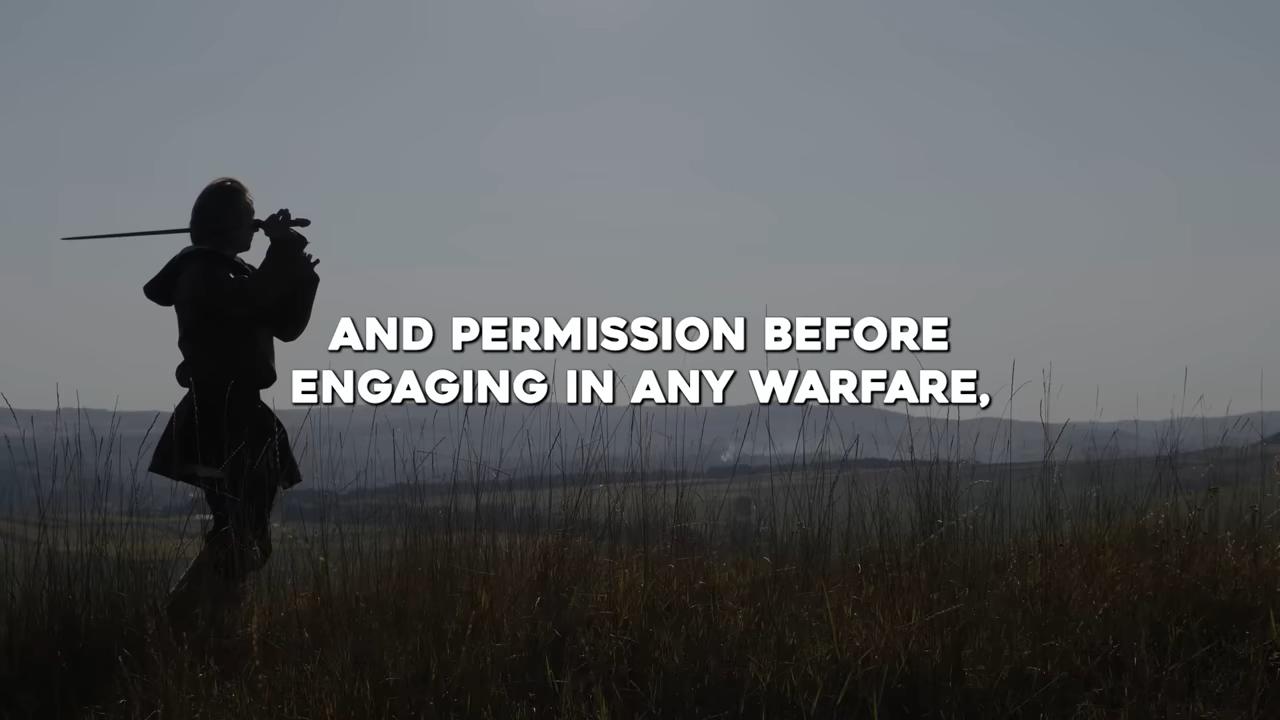 AND PERMISSION BEFORE
ENGAGING IN ANY WARFARE,